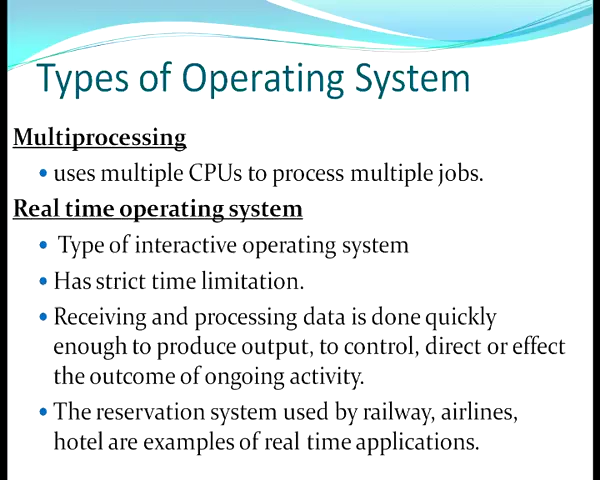 Types of Operating System
Multiprocessing
• uses multiple CPUs to process multiple jobs.
Real time operating system
• Type of interactive operating system
• Has strict time limitation.
• Receiving and processing data is done quickly
enough to produce output, to control, direct or effect
the outcome of ongoing activity.
• The reservation system used by railway, airlines,
hotel are examples of real time applications.